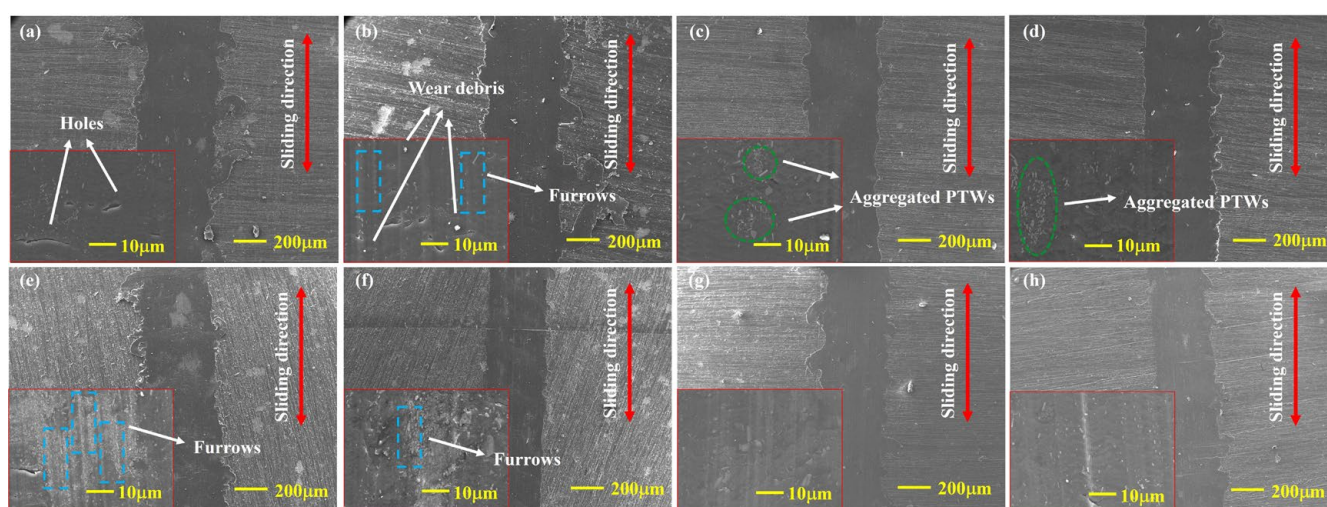 (a)
Holes
Sliding direction
10μm
200μm
(b)
Wear debris
Furrows
Sliding direction
10μm
200μm
(c)
Aggregated PTWs
Sliding direction
10μm
200μm
(d)
Aggregated PTWs
Sliding direction
10μm
200μm
(e)
Furrows
Sliding direction
10μm
200μm
(f)
Furrows
Sliding direction
10μm
200μm
(g)
Sliding direction
10μm
200μm
(h)
Sliding direction
10μm
200μm